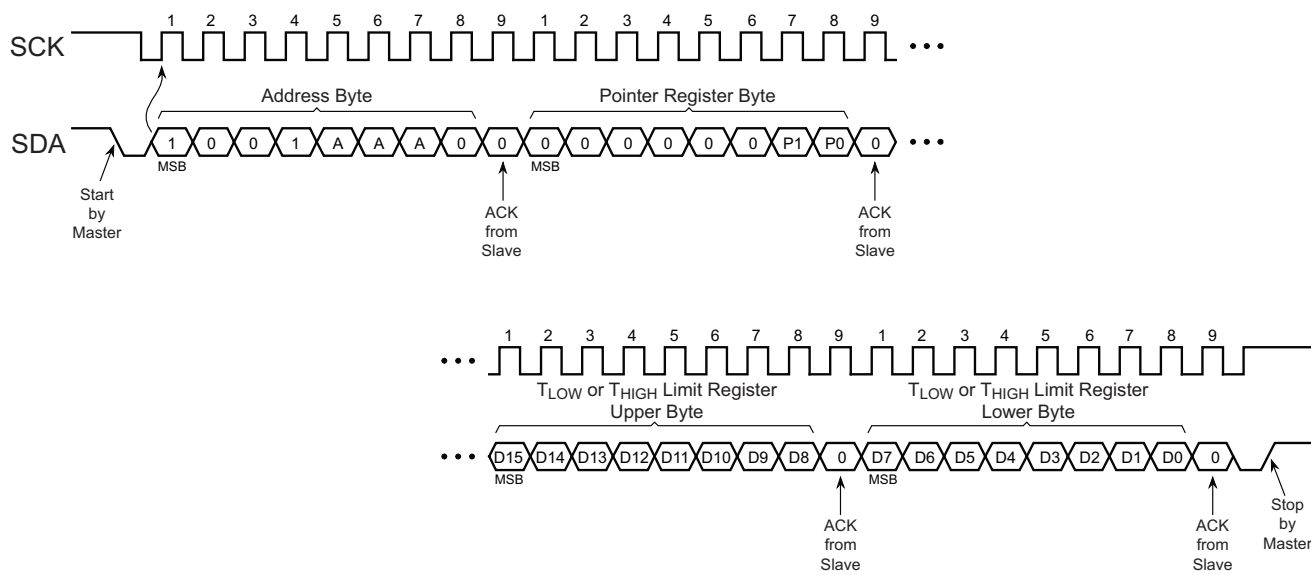 1 2 3 4 5 6 7 8 9 1 2 3 4 5 6 7 8 9
SCK
Address Byte
Pointer Register Byte
SDA
1 0 0 1 A A A 0 0 0 0 0 0 0 0 P1 P0 0
MSB
MSB
Start
by
Master
ACK
from
Slave
ACK
from
Slave
1 2 3 4 5 6 7 8 9 1 2 3 4 5 6 7 8 9
TLOW or THIGH Limit Register
Upper Byte
TLOW or THIGH Limit Register
Lower Byte
D15 D14 D13 D12 D11 D10 D9 D8 0 D7 D6 D5 D4 D3 D2 D1 D0 0
MSB
MSB
ACK
from
Slave
ACK
from
Slave
Stop
by
Master